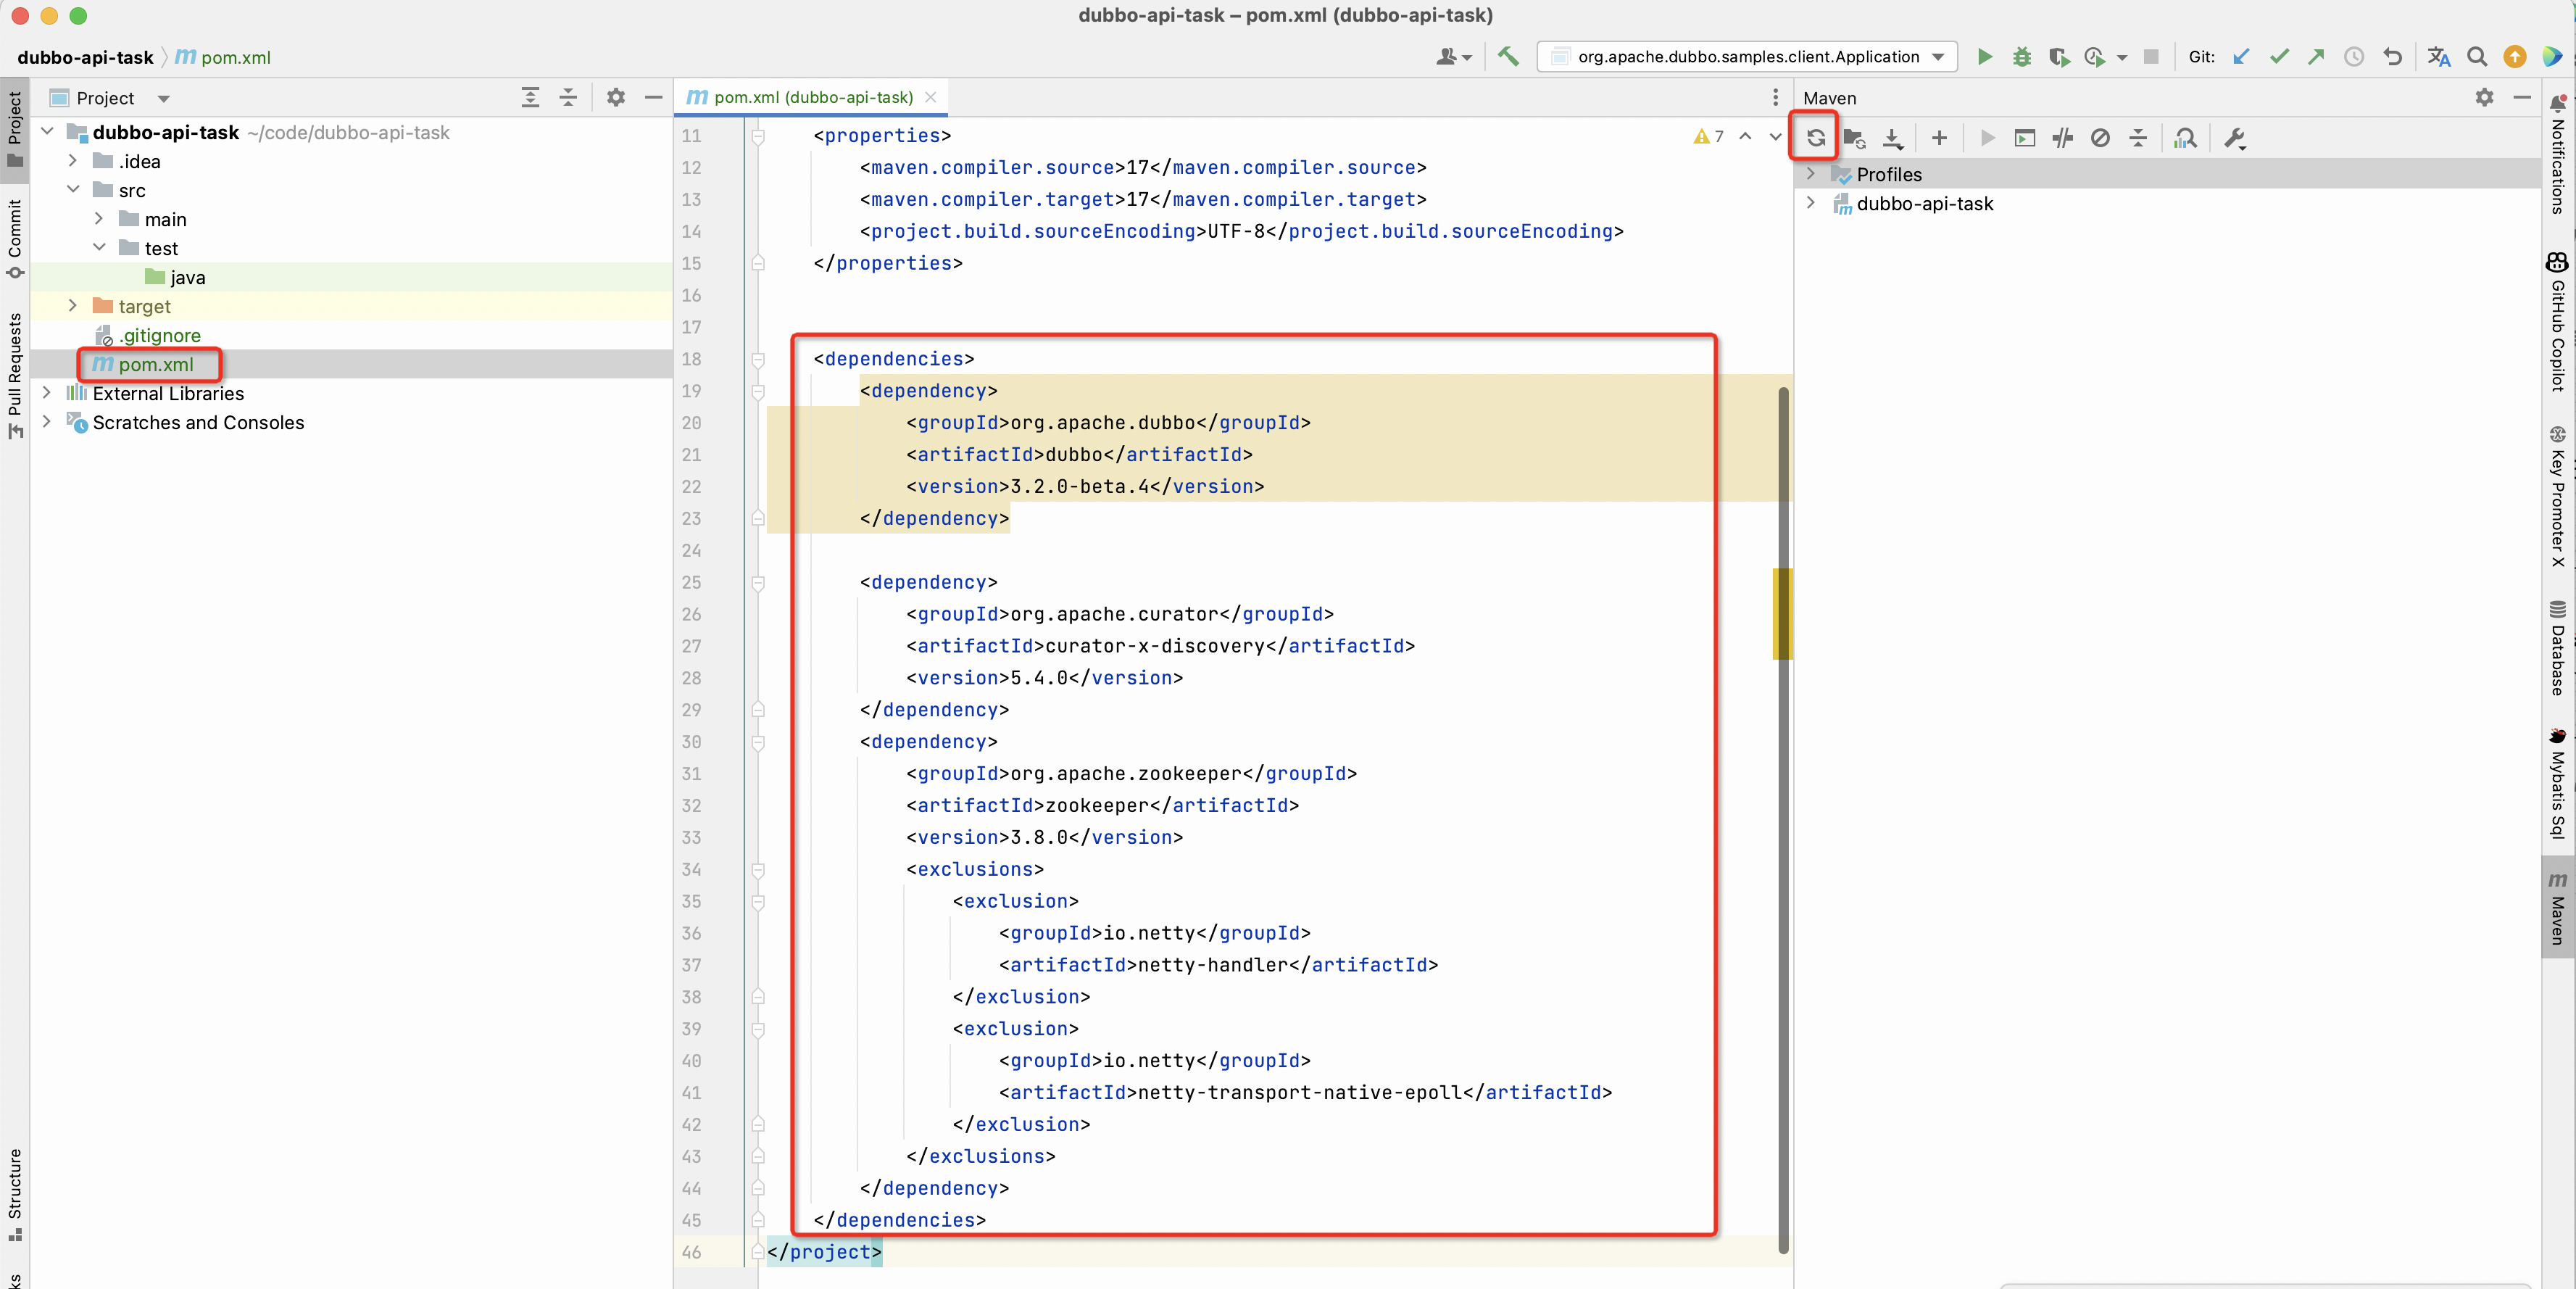 dubbo-api-task – pom.xml (dubbo-api-task)
dubbo-api-task pom.xml
org.apache.dubbo.samples.client.Application
Git:
Project
Commit
Pull Requests
Structure
Project
dubbo-api-task ~/code/dubbo-api-task
.idea
src
main
test
java
target
.gitignore
pom.xml
External Libraries
Scratches and Consoles
pom.xml (dubbo-api-task)
7
11 <properties>
12 <maven.compiler.source>17</maven.compiler.source>
13 <maven.compiler.target>17</maven.compiler.target>
14 <project.build.sourceEncoding>UTF-8</project.build.sourceEncoding>
15 </properties>
16
17
18 <dependencies>
19 <dependency>
20 <groupId>org.apache.dubbo</groupId>
21 <artifactId>dubbo</artifactId>
22 <version>3.2.0-beta.4</version>
23 </dependency>
24
25 <dependency>
26 <groupId>org.apache.curator</groupId>
27 <artifactId>curator-x-discovery</artifactId>
28 <version>5.4.0</version>
29 </dependency>
30 <dependency>
31 <groupId>org.apache.zookeeper</groupId>
32 <artifactId>zookeeper</artifactId>
33 <version>3.8.0</version>
34 <exclusions>
35 <exclusion>
36 <groupId>io.netty</groupId>
37 <artifactId>netty-handler</artifactId>
38 </exclusion>
39 <exclusion>
40 <groupId>io.netty</groupId>
41 <artifactId>netty-transport-native-epoll</artifactId>
42 </exclusion>
43 </exclusions>
44 </dependency>
45 </dependencies>
46 </project>
Maven
Profiles
dubbo-api-task
Notifications
GitHub Copilot
Key Promoter X
Database
Mybatis Sql
Maven